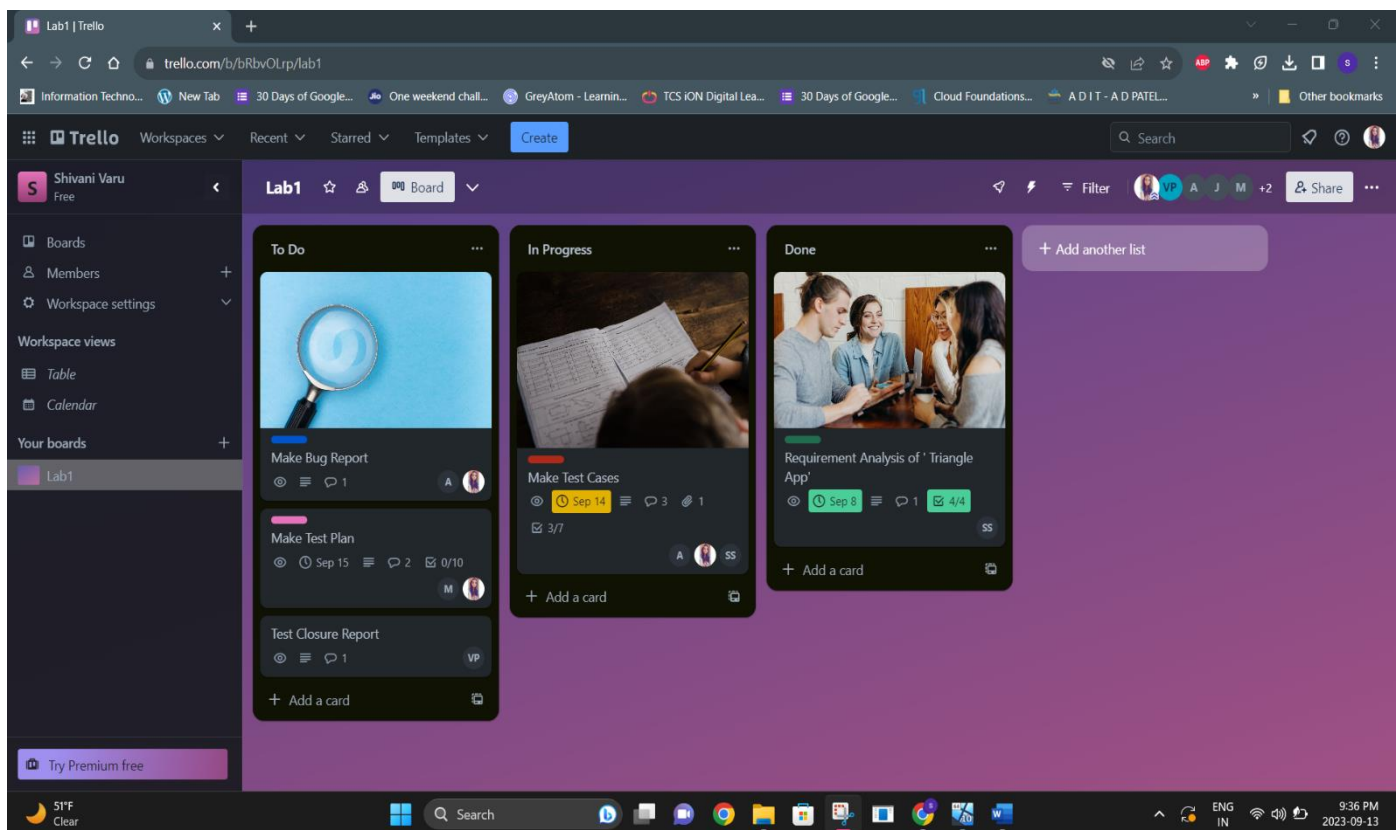 Lab1 | Trello
trello.com/b/bRbvOLrp/lab1
ABP
S
Information Techno... New Tab 30 Days of Google... Jio One weekend chall... GreyAtom - Learnin... TCS iON Digital Lea... 30 Days of Google... Cloud Foundations... A D I T - A D PATEL... » Other bookmarks
Trello Workspaces Recent Starred Templates Create Search
S Shivani Varu
Free
Lab1 Board Filter VP A J M +2 Share
Boards
Members
Workspace settings
Workspace views
Table
Calendar
Your boards
Lab1
Try Premium free
To Do
Make Bug Report
1 A
Make Test Plan
Sep 15 2 0/10
M
Test Closure Report
1 VP
+ Add a card
In Progress
Make Test Cases
Sep 14 3 1
3/7
A SS
+ Add a card
Done
Requirement Analysis of ' Triangle
App'
Sep 8 1 4/4
SS
+ Add a card
+ Add another list
51°F
Clear
Search
ENG
IN
9:36 PM
2023-09-13